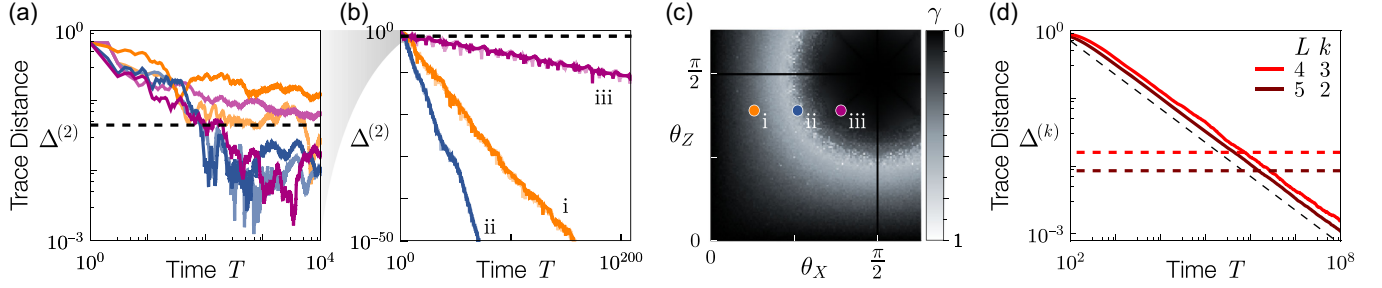 (a)
10^0
Trace Distance
Δ^(2)
10^-3
10^0
Time T
10^4
(b)
10^0
Δ^(2)
10^-50
iii
i
ii
10^0
Time T
10^200
(c)
γ
0
1
π/2
θ_Z
0
i
ii
iii
0
θ_X
π/2
(d)
10^0
Trace Distance
Δ^(k)
10^-3
L k
4 3
5 2
10^2
Time T
10^8